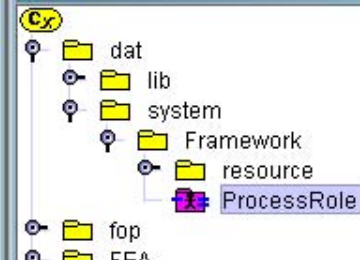 Cx
dat
lib
system
Framework
resource
ProcessRole
fop